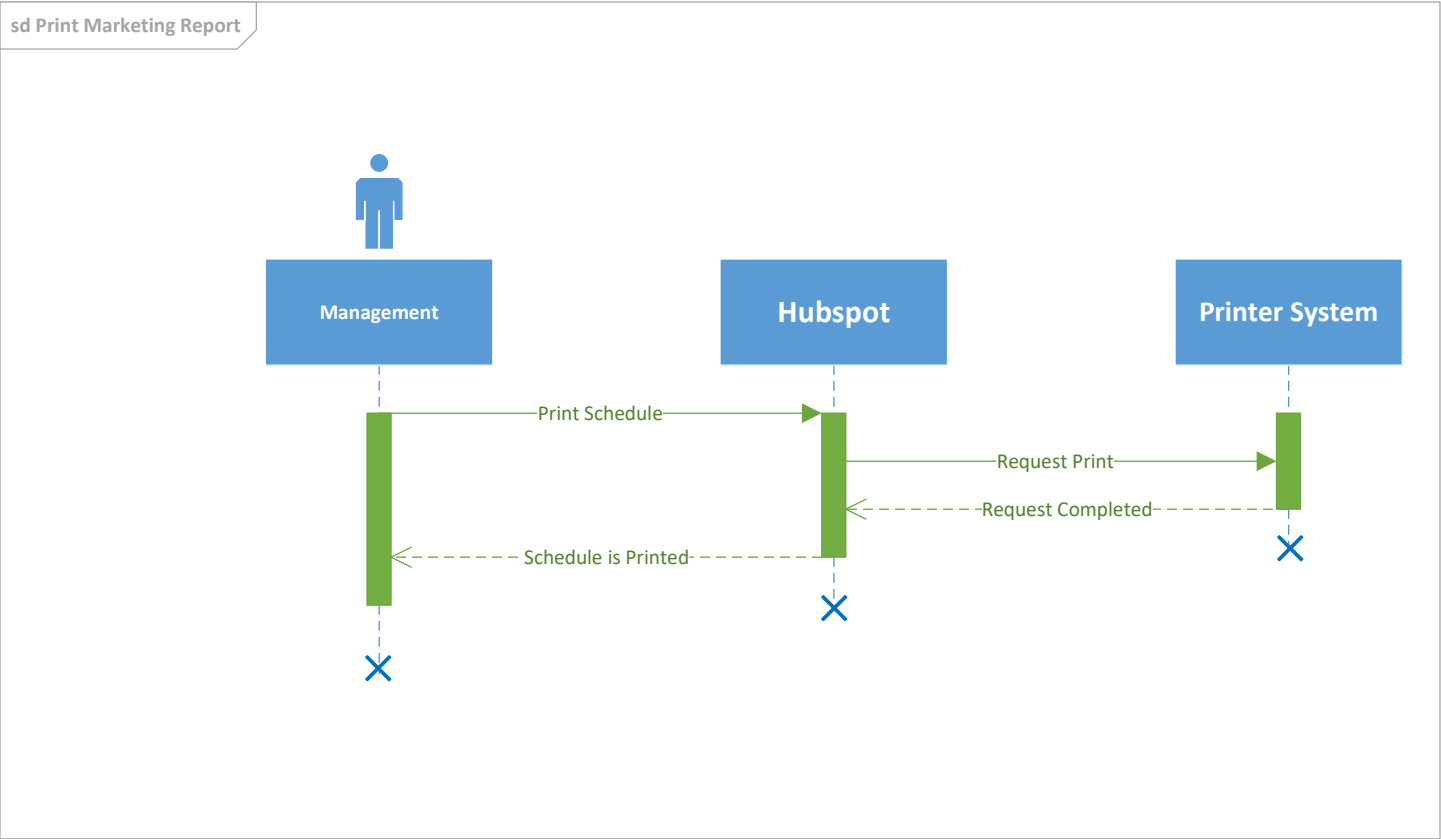 sd Print Marketing Report
Management
Hubspot
Printer System
Print Schedule
Request Print
Request Completed
Schedule is Printed